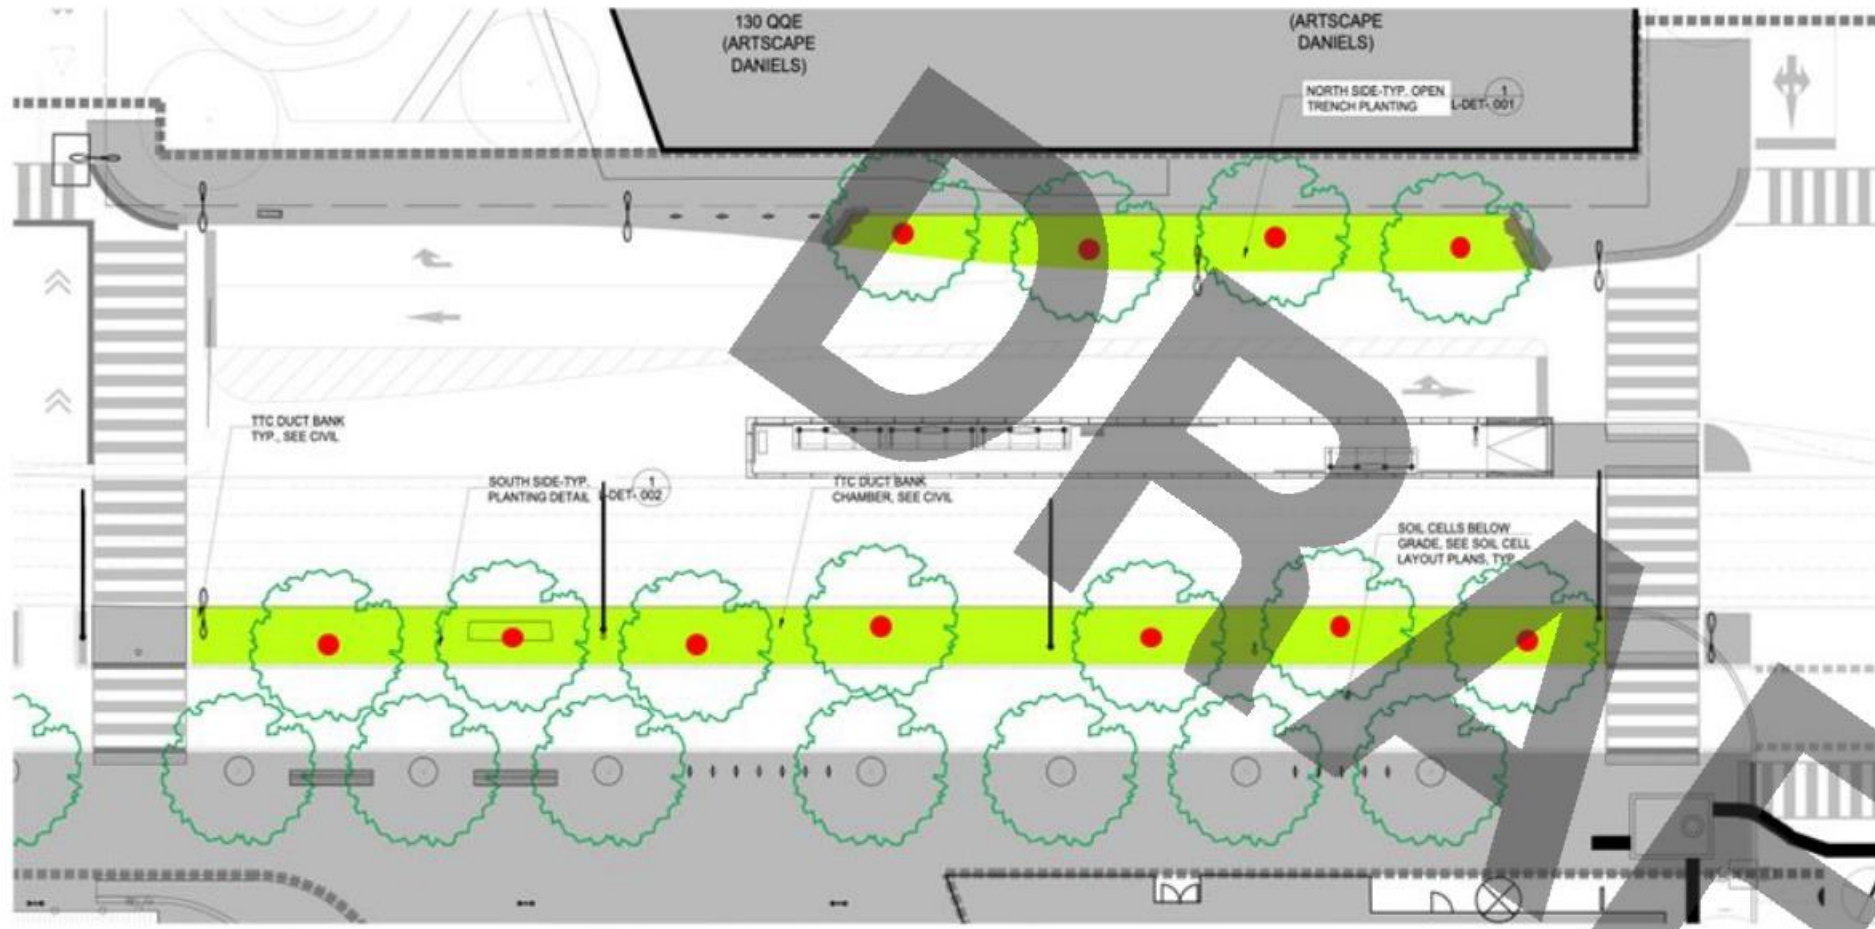 130 QQE
(ARTSCAPE
DANIELS)
(ARTSCAPE
DANIELS)
NORTH SIDE-TYP. OPEN
TRENCH PLANTING
1
L-DET- 001
TTC DUCT BANK
TYP., SEE CIVIL
SOUTH SIDE-TYP.
PLANTING DETAIL
1
L-DET- 002
TTC DUCT BANK
CHAMBER, SEE CIVIL
SOIL CELLS BELOW
GRADE, SEE SOIL CELL
LAYOUT PLANS, TYP.
DRAF